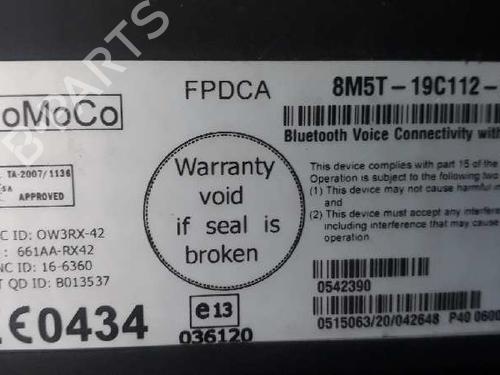 FPDCA
8M5T-19C112-
oMoCo
Bluetooth Voice Connectivity with
TA-2007/1136
APPROVED
This device complies with part 15 of the
Operation is subject to the following two
(1) This device may not cause harmful
and
(2) This device must accept any interfere
including interference that may cause
operation.
Warranty
void
if seal is
broken
C ID: OW3RX-42
: 661AA-RX42
NC ID: 16-6360
T QD ID: B013537
CE0434
e13
036120
0542390
0515063/20/042648 P40 0600
B-PARTS